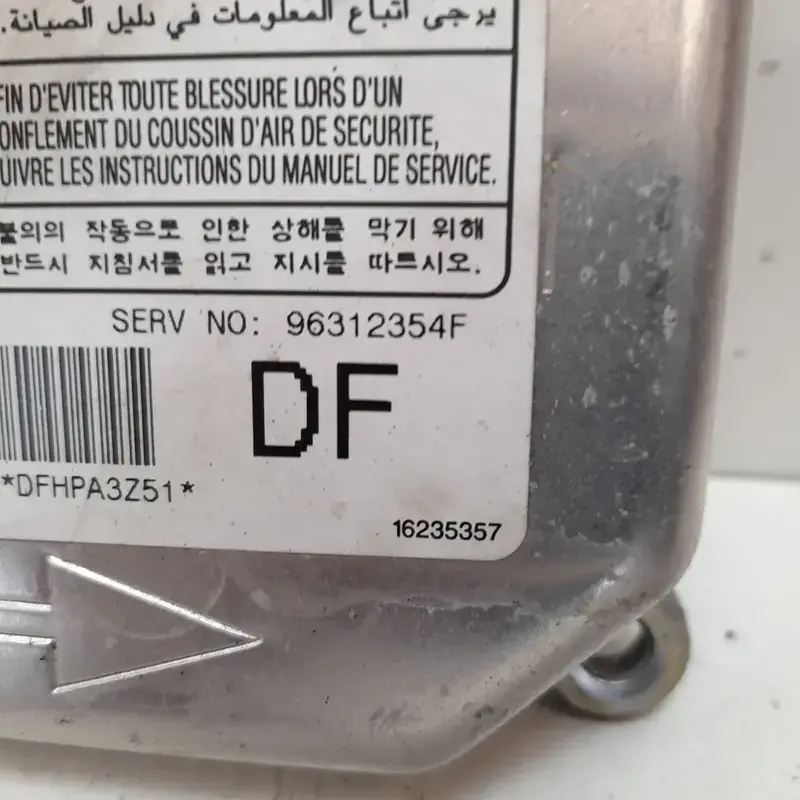 يرجى اتباع المعلومات في دليل الصيانة.
FIN D'EVITER TOUTE BLESSURE LORS D'UN
ONFLEMENT DU COUSSIN D'AIR DE SECURITE,
UIVRE LES INSTRUCTIONS DU MANUEL DE SERVICE.
불의의 작동으로 인한 상해를 막기 위해
반드시 지침서를 읽고 지시를 따르시오.
SERV NO: 96312354F
DF
*DFHPA3Z51*
16235357